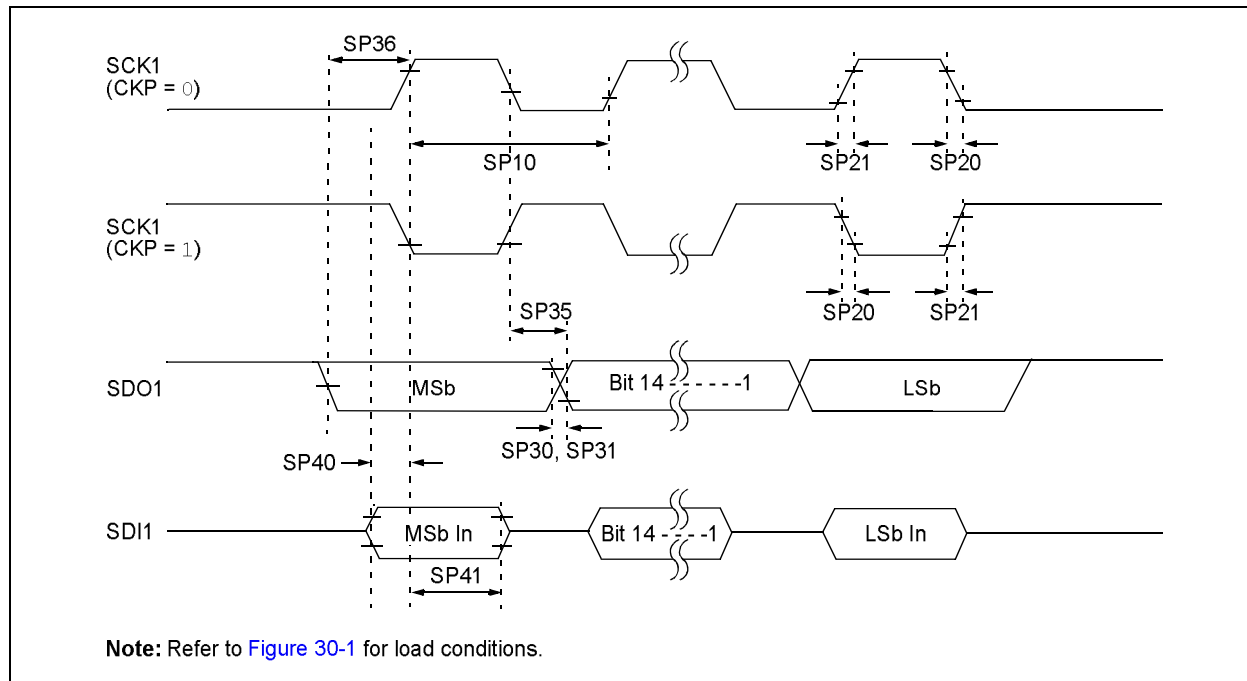 SP36
SCK1
(CKP = 0)
SP10
SP21
SP20
SCK1
(CKP = 1)
SP35
SP20
SP21
SDO1
MSb
Bit 14 - - - - - -1
LSb
SP30, SP31
SP40
SDI1
MSb In
Bit 14 - - - -1
LSb In
SP41
Note: Refer to Figure 30-1 for load conditions.